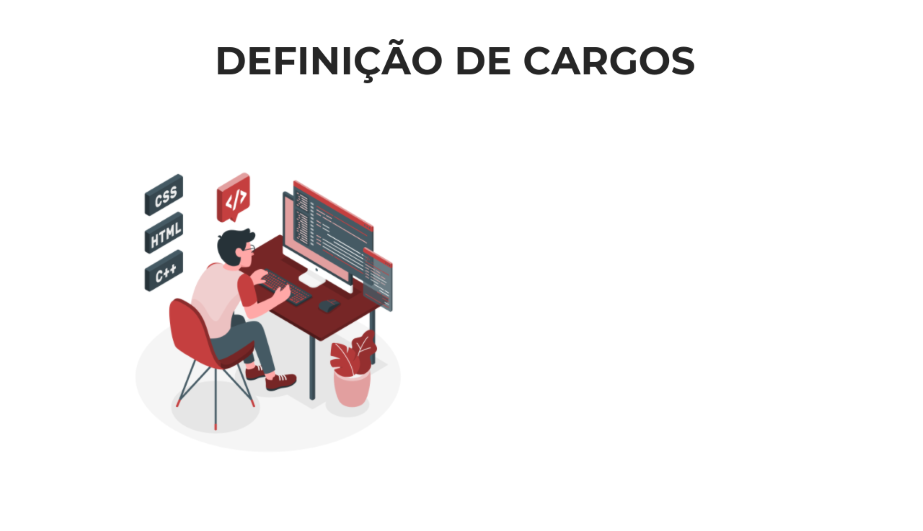 DEFINIÇÃO DE CARGOS
CSS
</>
HTML
C++